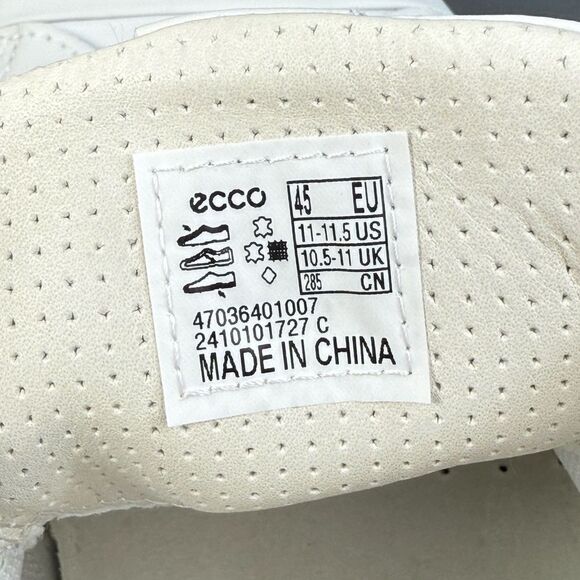 ecco
45 EU
11-11.5 US
10.5-11 UK
285 CN
47036401007
2410101727 C
MADE IN CHINA